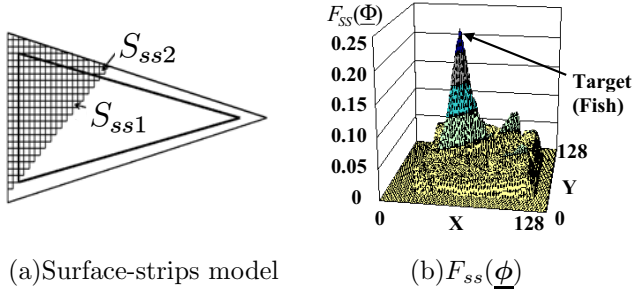 S_{ss2}
S_{ss1}
F_{SS}(Φ)
0.25
0.20
0.15
0.10
0.05
0
Target
(Fish)
128
Y
0
0
X
128
(a)Surface-strips model
(b)F_{ss}(ϕ)